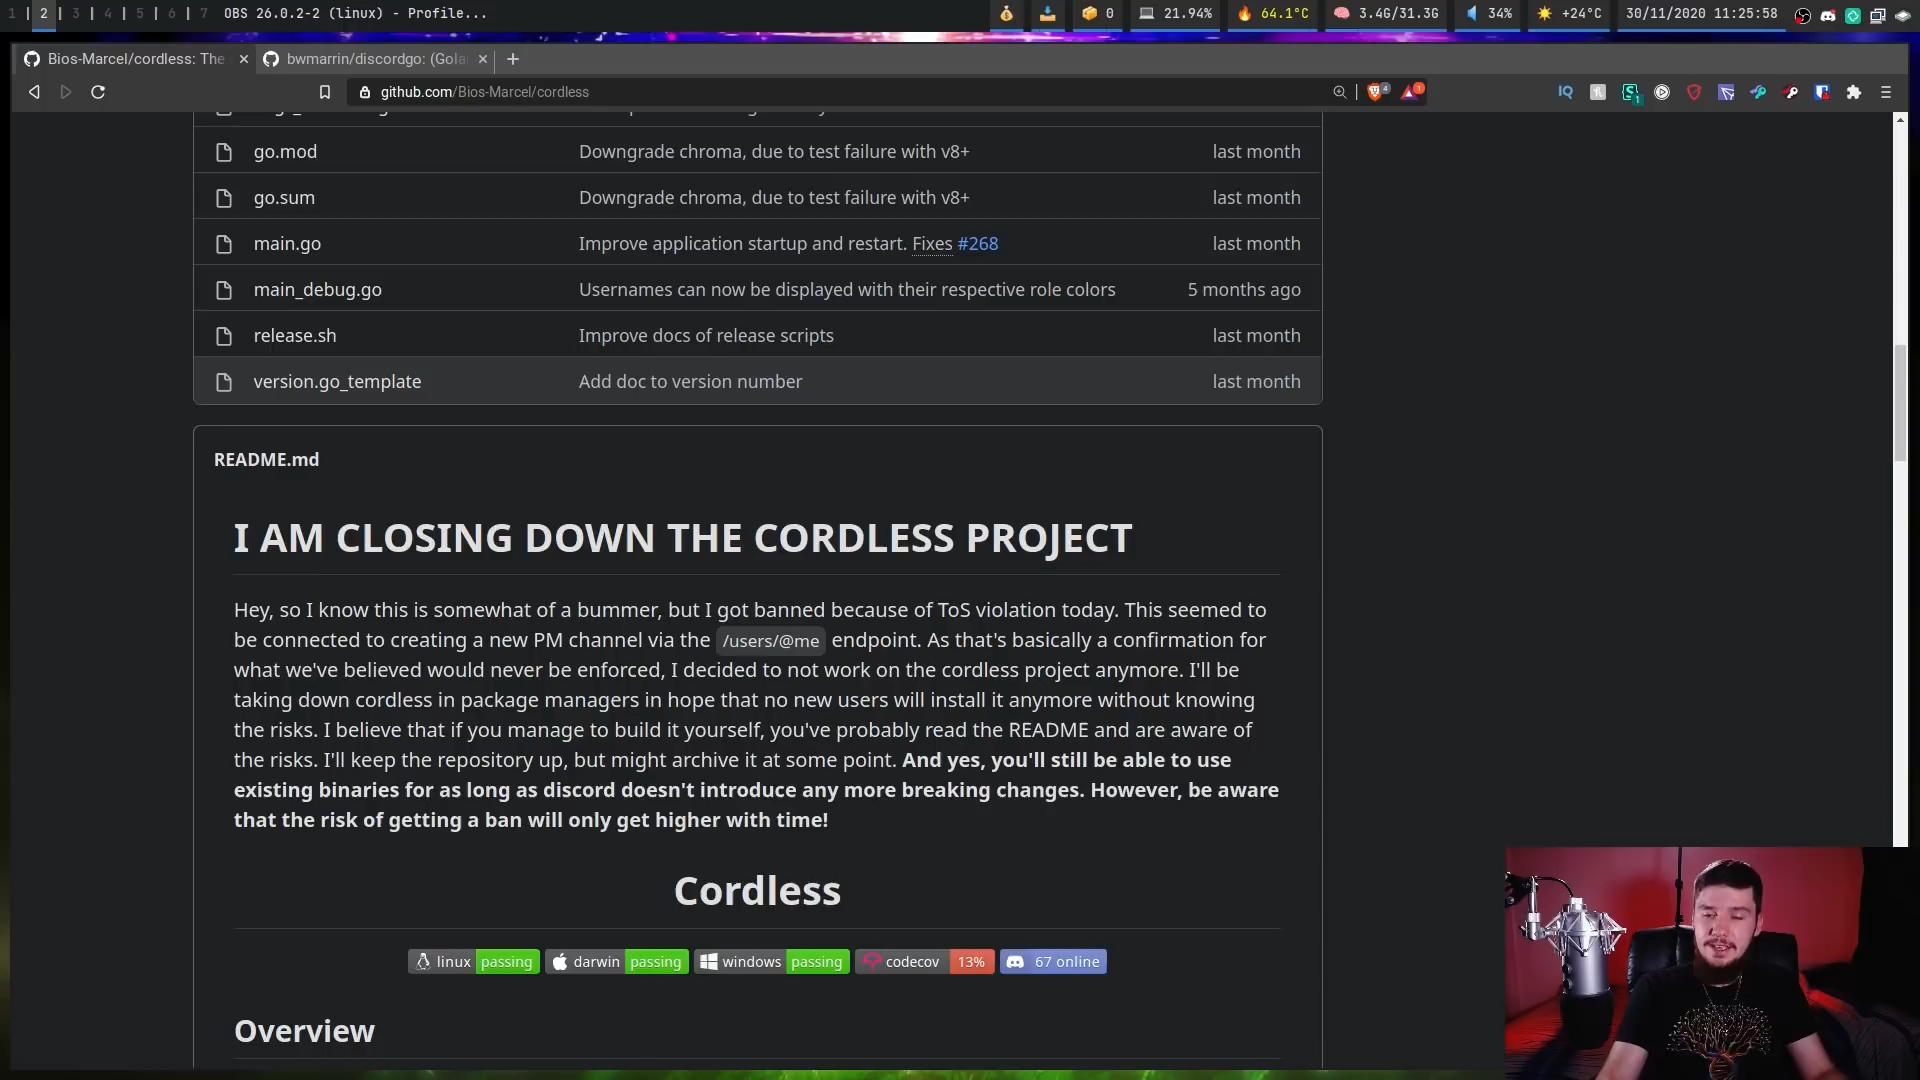 1 | 2 | 3 | 4 | 5 | 6 | 7 OBS 26.0.2-2 (linux) - Profile... 0 21.94% 64.1°C 3.4G/31.3G 34% +24°C 30/11/2020 11:25:58
Bios-Marcel/cordless: The bwmarrin/discordgo: (Gola
github.com/Bios-Marcel/cordless 4 1 IQ 1
go.mod Downgrade chroma, due to test failure with v8+ last month
go.sum Downgrade chroma, due to test failure with v8+ last month
main.go Improve application startup and restart. Fixes #268 last month
main_debug.go Usernames can now be displayed with their respective role colors 5 months ago
release.sh Improve docs of release scripts last month
version.go_template Add doc to version number last month
README.md
I AM CLOSING DOWN THE CORDLESS PROJECT
Hey, so I know this is somewhat of a bummer, but I got banned because of ToS violation today. This seemed to
be connected to creating a new PM channel via the /users/@me endpoint. As that's basically a confirmation for
what we've believed would never be enforced, I decided to not work on the cordless project anymore. I'll be
taking down cordless in package managers in hope that no new users will install it anymore without knowing
the risks. I believe that if you manage to build it yourself, you've probably read the README and are aware of
the risks. I'll keep the repository up, but might archive it at some point. And yes, you'll still be able to use
existing binaries for as long as discord doesn't introduce any more breaking changes. However, be aware
that the risk of getting a ban will only get higher with time!
Cordless
linux passing darwin passing windows passing codecov 13% 67 online
Overview